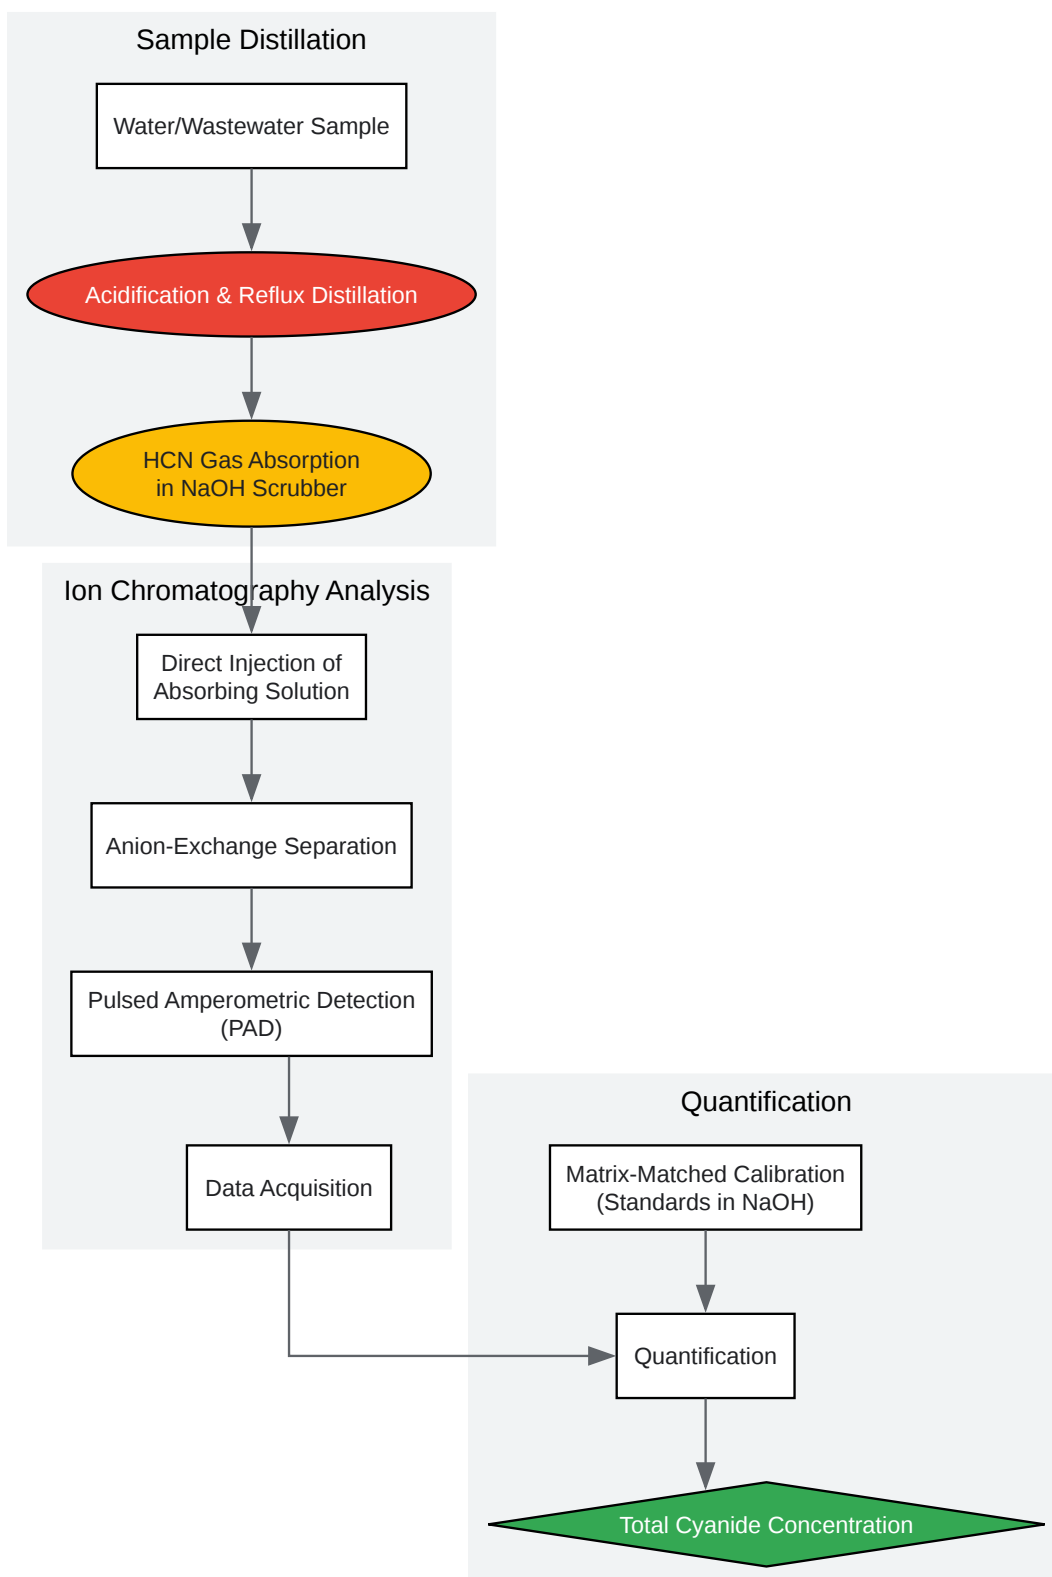 Sample Distillation
Water/Wastewater Sample
Acidification & Reflux Distillation
HCN Gas Absorption
in NaOH Scrubber
Ion Chromatography Analysis
Direct Injection of
Absorbing Solution
Anion-Exchange Separation
Pulsed Amperometric Detection
(PAD)
Data Acquisition
Quantification
Matrix-Matched Calibration
(Standards in NaOH)
Quantification
Total Cyanide Concentration